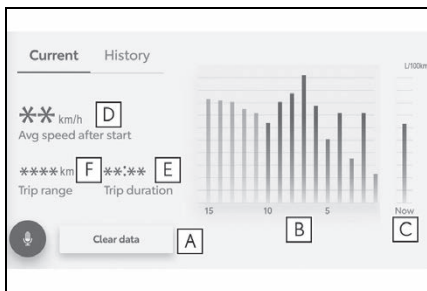 Current History
L/100km
** km/h D
Avg speed after start
****km F **:** E
Trip range Trip duration
15 10 5 Now
B C
Clear data A